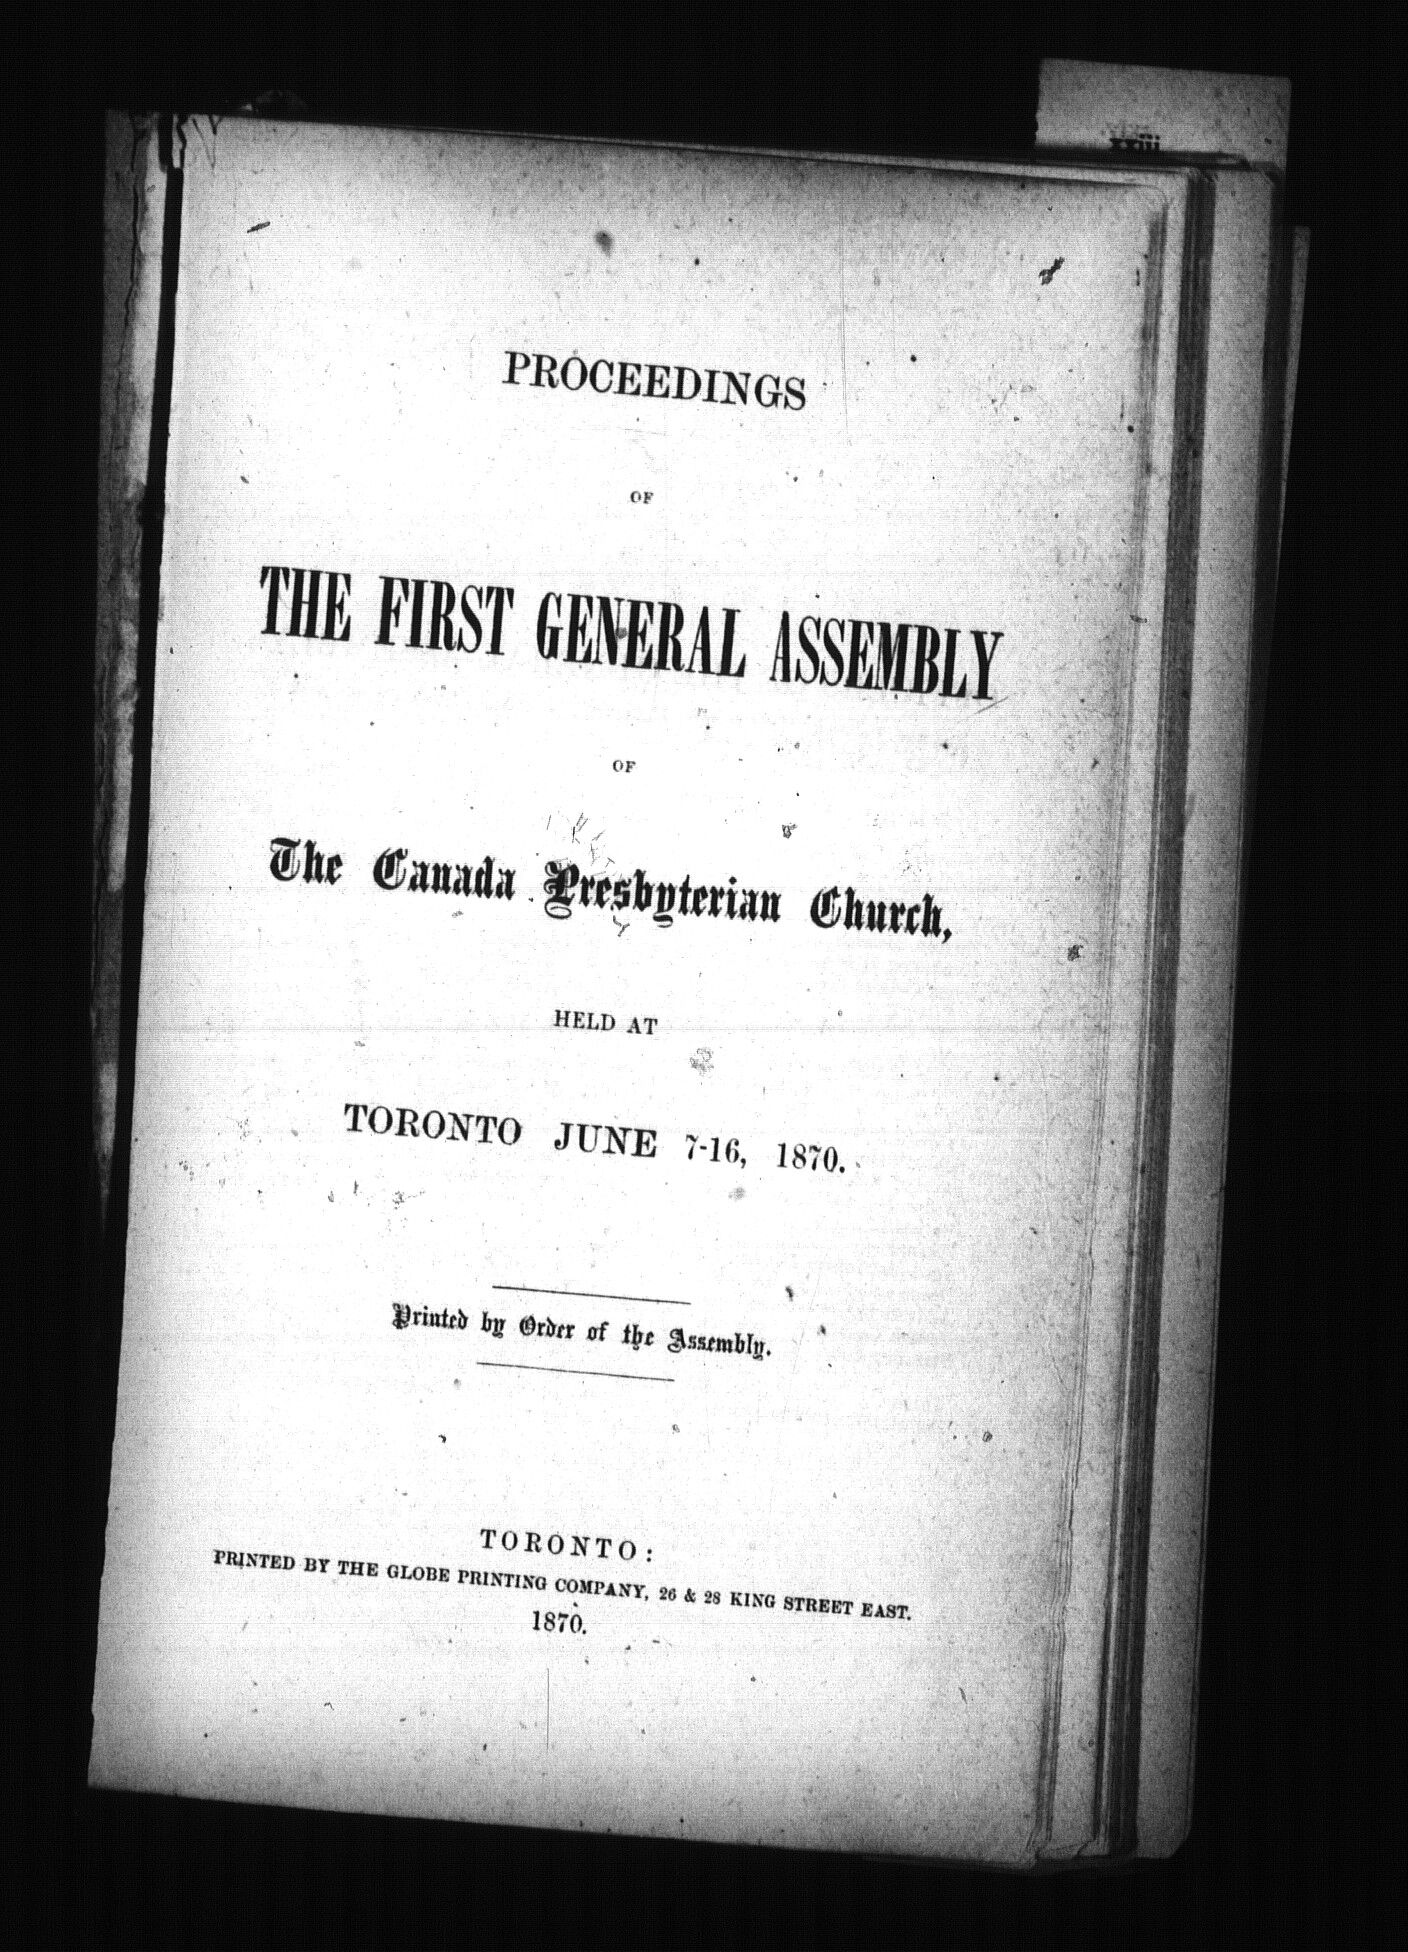 xxiii
PROCEEDINGS
OF
THE FIRST GENERAL ASSEMBLY
OF
The Canada Presbyterian Church,
HELD AT
TORONTO JUNE 7-16, 1870.
Printed by Order of the Assembly.
TORONTO:
PRINTED BY THE GLOBE PRINTING COMPANY, 26 & 28 KING STREET EAST.
1870.